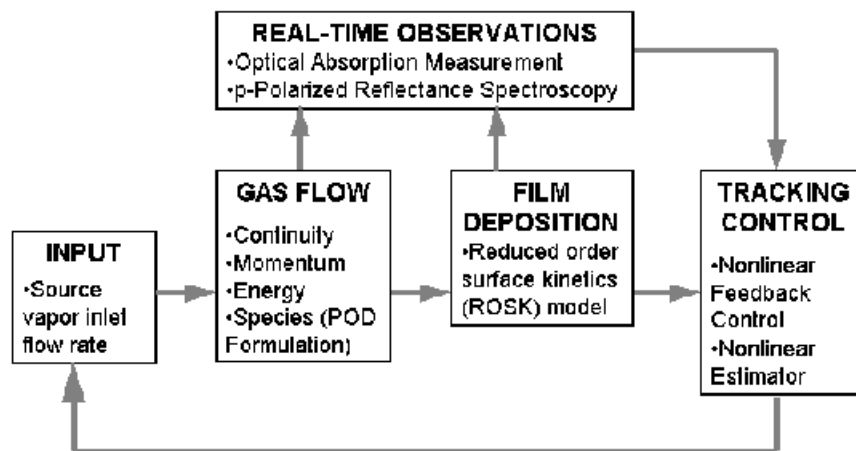 REAL-TIME OBSERVATIONS
•Optical Absorption Measurement
•p-Polarized Reflectance Spectroscopy
INPUT
•Source
vapor inlet
flow rate
GAS FLOW
•Continuity
•Momentum
•Energy
•Species (POD
Formulation)
FILM
DEPOSITION
•Reduced order
surface kinetics
(ROSK) model
TRACKING
CONTROL
•Nonlinear
Feedback
Control
•Nonlinear
Estimator